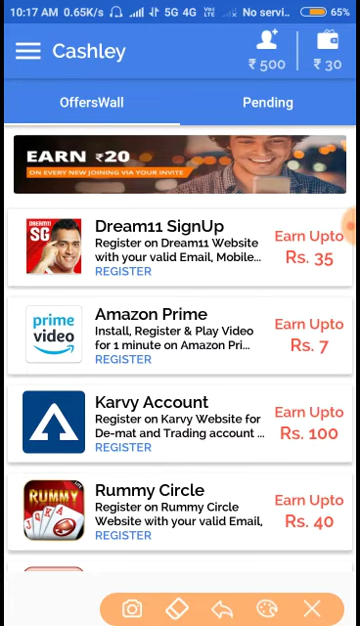 10:17 AM 0.65K/s 5G 4G VoLTE No servi.. 65%
Cashley
₹ 500
₹ 30
OffersWall
Pending
EARN ₹20
ON EVERY NEW JOINING VIA YOUR INVITE
DREAM11
SG
Dream11 SignUp
Register on Dream11 Website
with your valid Email, Mobile...
REGISTER
Earn Upto
Rs. 35
prime
video
Amazon Prime
Install, Register & Play Video
for 1 minute on Amazon Pri...
REGISTER
Earn Upto
Rs. 7
Karvy Account
Register on Karvy Website for
De-mat and Trading account ...
REGISTER
Earn Upto
Rs. 100
RUMMY
Rummy Circle
Register on Rummy Circle
Website with your valid Email,
REGISTER
Earn Upto
Rs. 40